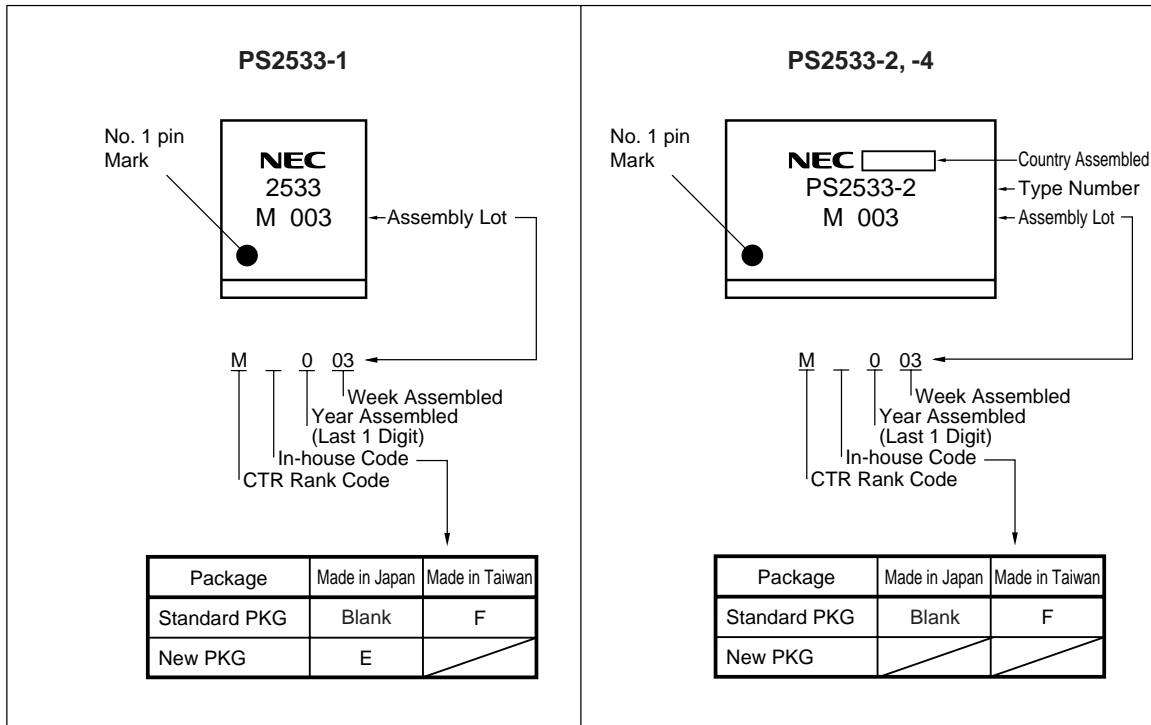 PS2533-1
No. 1 pin
Mark
NEC
2533
M 003
Assembly Lot
M 0 03
Week Assembled
Year Assembled
(Last 1 Digit)
In-house Code
CTR Rank Code
Package Made in Japan Made in Taiwan
Standard PKG Blank F
New PKG E
PS2533-2, -4
No. 1 pin
Mark
NEC
Country Assembled
PS2533-2
Type Number
M 003
Assembly Lot
M 0 03
Week Assembled
Year Assembled
(Last 1 Digit)
In-house Code
CTR Rank Code
Package Made in Japan Made in Taiwan
Standard PKG Blank F
New PKG